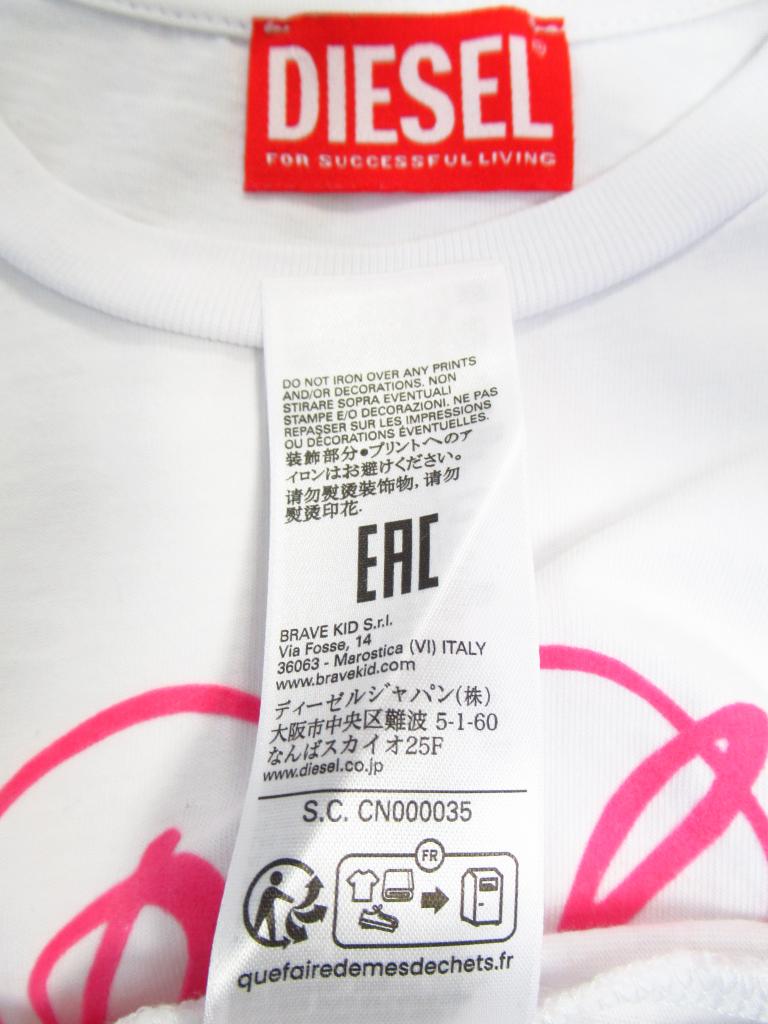 DIESEL
FOR SUCCESSFUL LIVING
DO NOT IRON OVER ANY PRINTS
AND/OR DECORATIONS. NON
STIRARE SOPRA EVENTUALI
STAMPE E/O DECORAZIONI. NE PAS
REPASSER SUR LES IMPRESSIONS
OU DÉCORATIONS ÉVENTUELLES.
装飾部分●プリントへのア
イロンはお避けください。
请勿熨烫装饰物, 请勿
熨烫印花.
EAC
BRAVE KID S.r.l.
Via Fosse, 14
36063 - Marostica (VI) ITALY
www.bravekid.com
ディーゼルジャパン(株)
大阪市中央区難波 5-1-60
なんばスカイオ25F
www.diesel.co.jp
S.C. CN000035
FR
quefairedemesdechets.fr